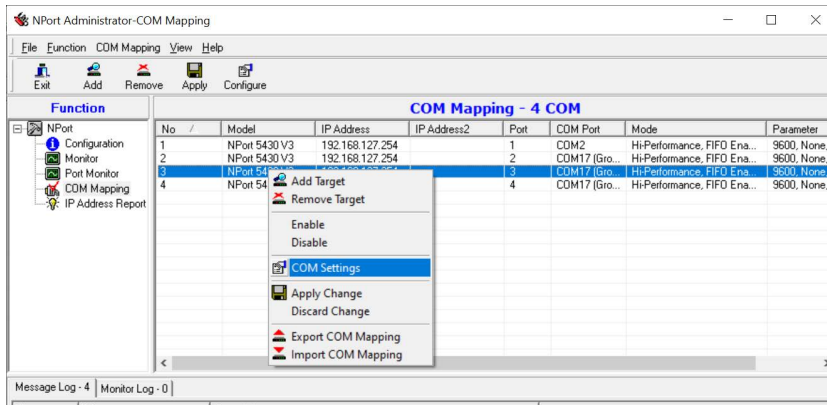 NPort Administrator-COM Mapping
File Function COM Mapping View Help
Exit Add Remove Apply Configure
Function
COM Mapping - 4 COM
NPort
Configuration
Monitor
Port Monitor
COM Mapping
IP Address Report
No Model IP Address IP Address2 Port COM Port Mode Parameter
1 NPort 5430 V3 192.168.127.254 1 COM2 Hi-Performance, FIFO Ena... 9600, None,
2 NPort 5430 V3 192.168.127.254 2 COM17 (Gro... Hi-Performance, FIFO Ena... 9600, None,
3 3 COM17 (Gro... Hi-Performance, FIFO Ena... 9600, None,
4 NPort 54 4 COM17 (Gro... Hi-Performance, FIFO Ena... 9600, None,
Add Target
Remove Target
Enable
Disable
COM Settings
Apply Change
Discard Change
Export COM Mapping
Import COM Mapping
Message Log - 4 Monitor Log - 0